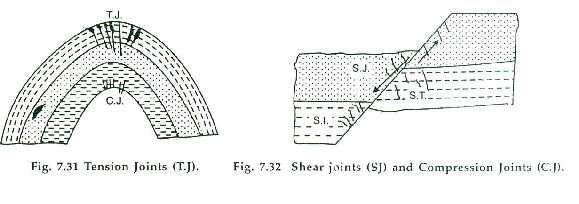 T.J.
C.J.
S.J.
S.T.
S.I.
Fig. 7.31 Tension Joints (T.J).
Fig. 7.32 Shear joints (SJ) and Compression Joints (C.J).